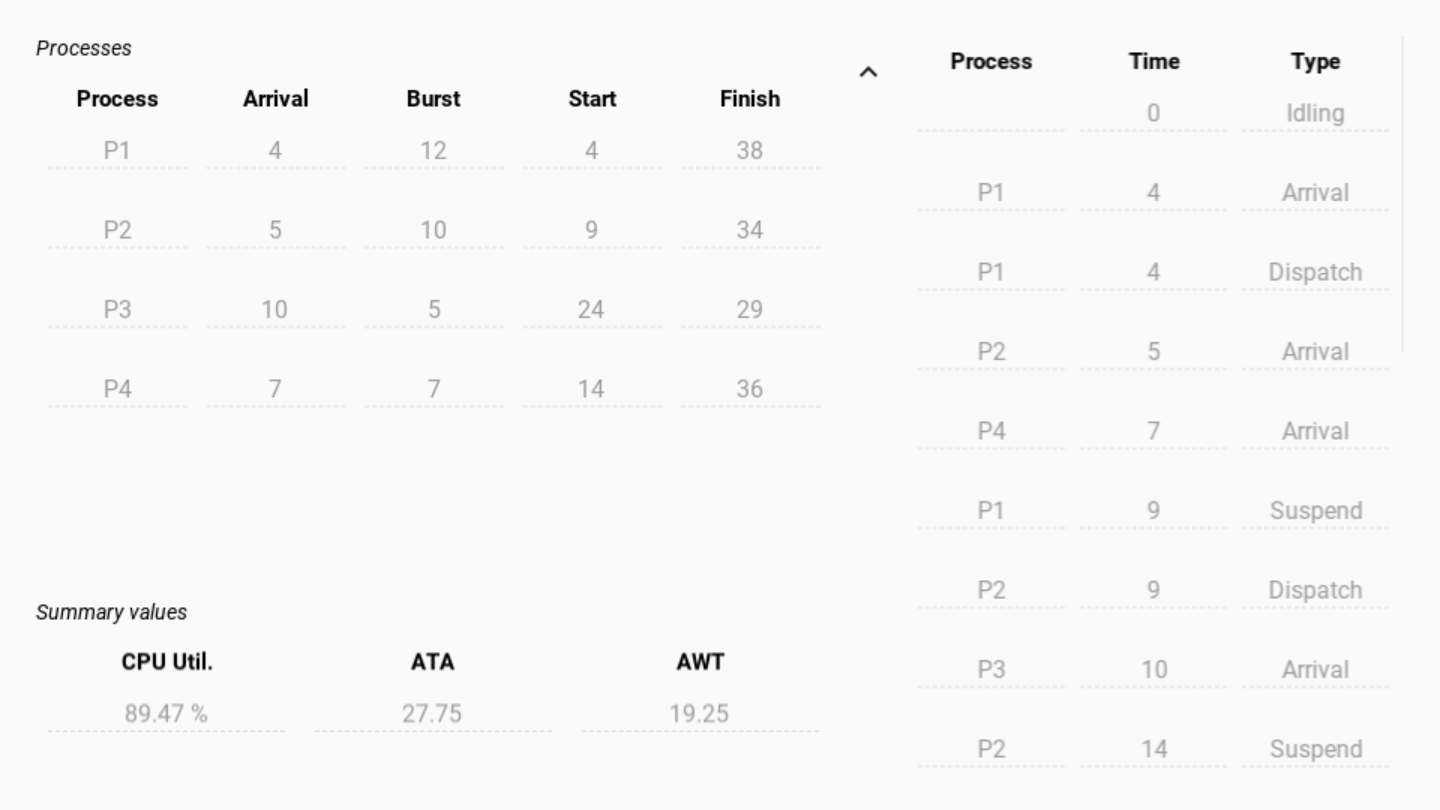 Processes
Process Arrival Burst Start Finish
P1 4 12 4 38
P2 5 10 9 34
P3 10 5 24 29
P4 7 7 14 36
Summary values
CPU Util. ATA AWT
89.47 % 27.75 19.25
Process Time Type
0 Idling
P1 4 Arrival
P1 4 Dispatch
P2 5 Arrival
P4 7 Arrival
P1 9 Suspend
P2 9 Dispatch
P3 10 Arrival
P2 14 Suspend